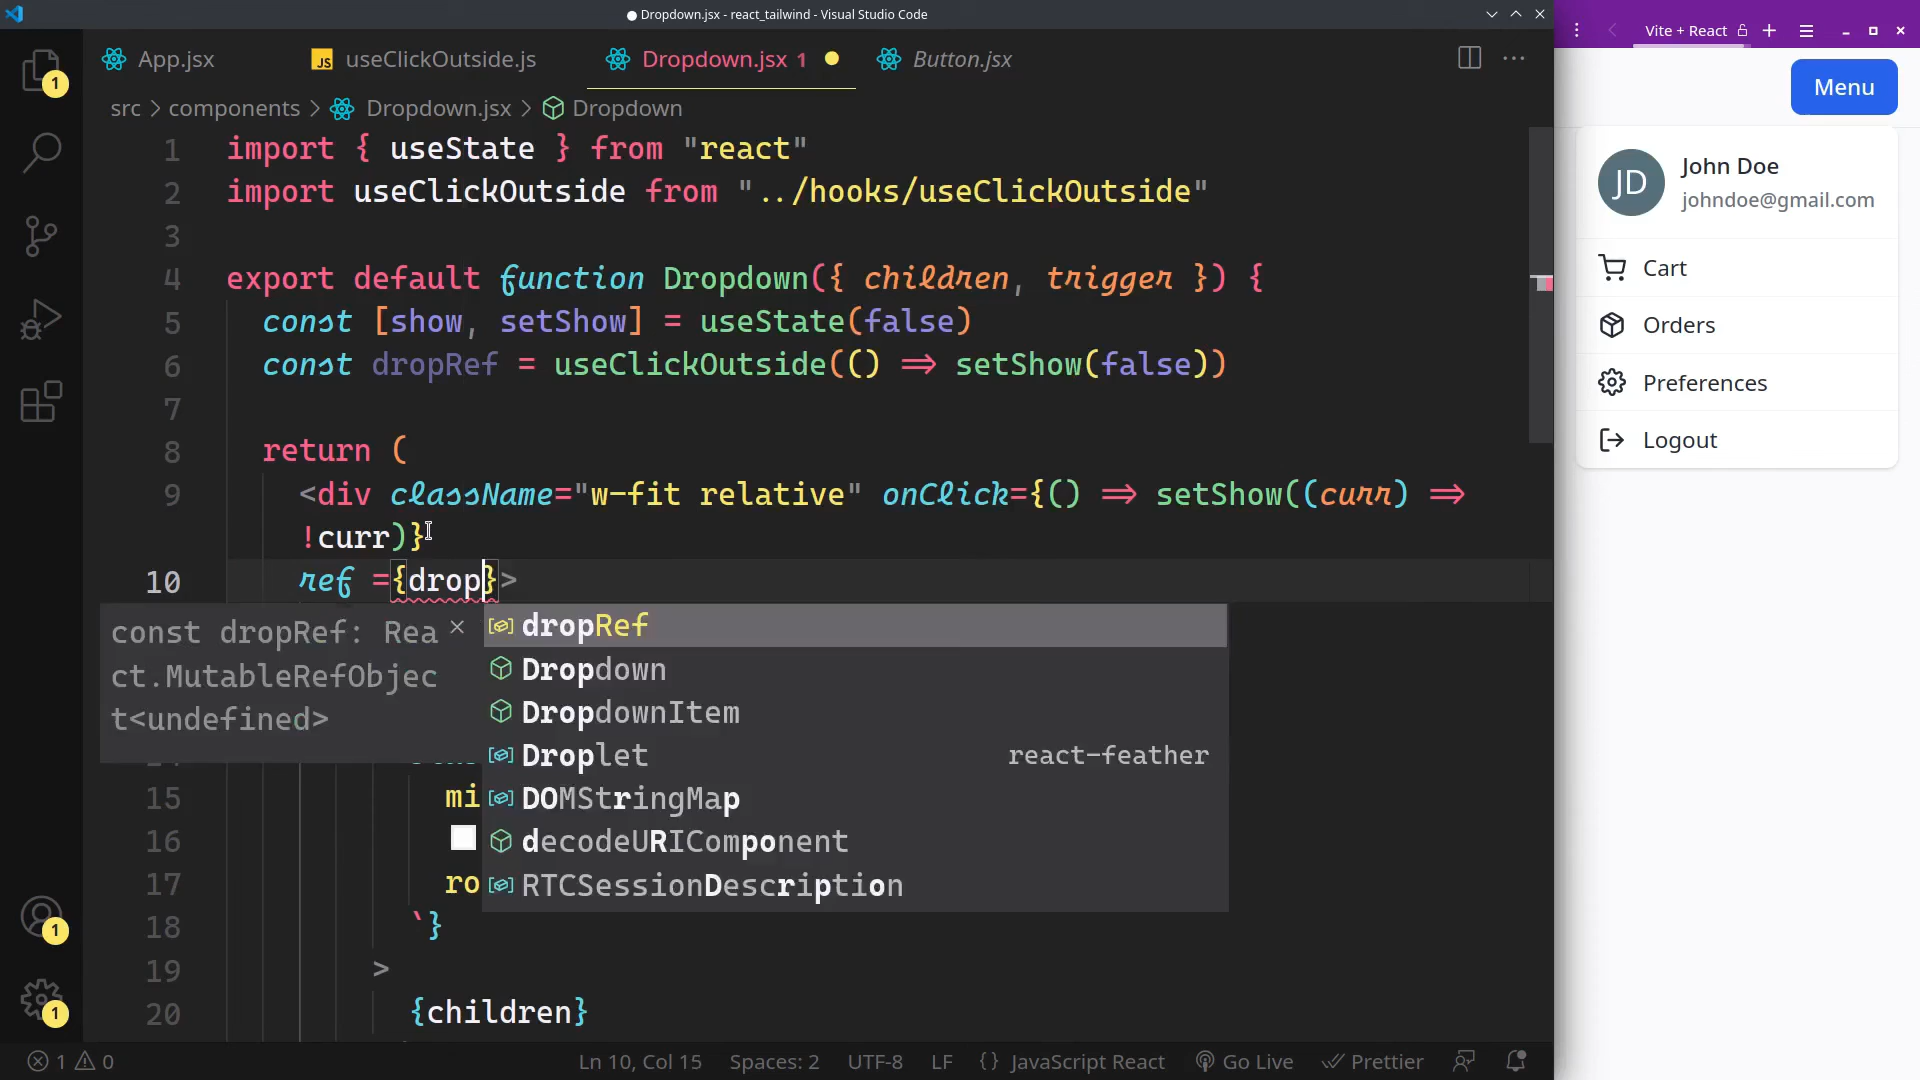 Dropdown.jsx - react_tailwind - Visual Studio Code
App.jsx
JS useClickOutside.js
Dropdown.jsx 1
Button.jsx
src > components > Dropdown.jsx > Dropdown
1 import { useState } from "react"
2 import useClickOutside from "../hooks/useClickOutside"
3
4 export default function Dropdown({ children, trigger }) {
5 const [show, setShow] = useState(false)
6 const dropRef = useClickOutside(() => setShow(false))
7
8 return (
9 <div className="w-fit relative" onClick={() => setShow((curr) =>
!curr)}
10 ref ={drop}>
const dropRef: Rea
ct.MutableRefObjec
t<undefined>
dropRef
Dropdown
DropdownItem
Droplet react-feather
DOMStringMap
decodeURIComponent
RTCSessionDescription
15 mi
16
17 ro
18 `}
19 >
20 {children}
1
1
1
1 0
Ln 10, Col 15
Spaces: 2
UTF-8
LF
{ } JavaScript React
Go Live
Prettier
Vite + React
Menu
JD
John Doe
johndoe@gmail.com
Cart
Orders
Preferences
Logout